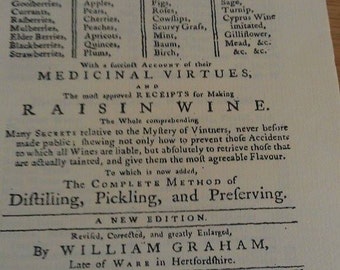 Gooseberries, Apples, Figs, Sage,
Currants, Pears, Roses, Turnip,
Raspberries, Cherries, Cowslips, Cyprus Wine
Mulberries, Peaches, Scurvy Grass, imitated,
Elder Berries, Apricots, Mint, Gilliflower,
Blackberries, Quinces, Baum, Mead, &c.
Strawberries, Plums, Birch, &c. &c.
With a succinct ACCOUNT of their
MEDICINAL VIRTUES,
AND
The most approved RECEIPTS for Making
RAISIN WINE.
The Whole comprehending
Many SECRETS relative to the Myſtery of Vintners, never before
made public; ſhewing not only how to prevent thoſe Accidents
to which all Wines are liable, but abſolutely to retrieve thoſe that
are actually tainted, and give them the moſt agreeable Flavour.
To which is now added,
The COMPLETE METHOD of
Diſtilling, Pickling, and Preſerving.
A NEW EDITION.
Reviſed, Corrected, and greatly Enlarged,
By WILLIAM GRAHAM,
Late of WARE in Hertfordſhire.